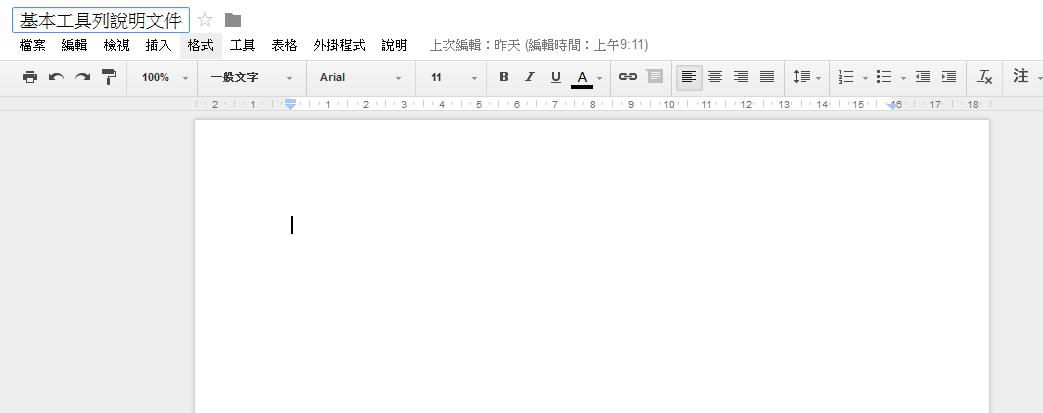 基本工具列說明文件
檔案 編輯 檢視 插入 格式 工具 表格 外掛程式 說明 上次編輯：昨天 (編輯時間：上午9:11)
100% 一般文字 Arial 11 B I U A 注
2 1 1 2 3 4 5 6 7 8 9 10 11 12 13 14 15 16 17 18